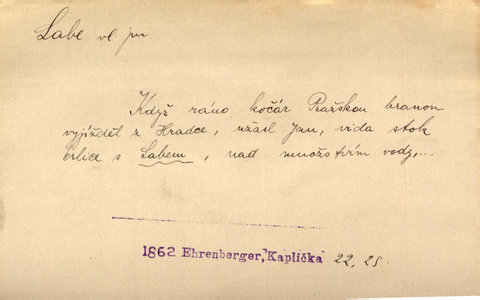 Labe vl. jm.
Když ráno kočár Pražskou branou
vyjížděl z Hradce, užasl Jan, vida stok
Orlice s Labem, nad množstvím vody,...
1862 Ehrenberger, Kaplička 22, 25.